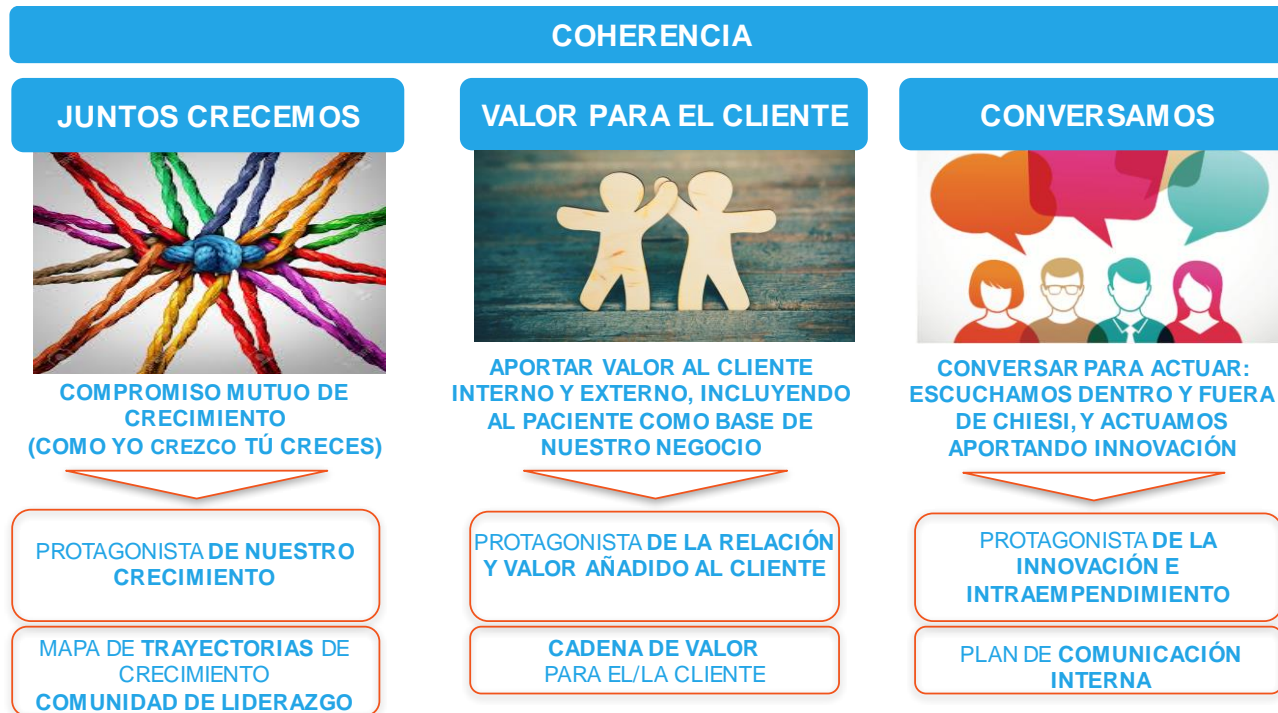 COHERENCIA
JUNTOS CRECEMOS
COMPROMISO MUTUO DE
CRECIMIENTO
(COMO YO CREZCO TÚ CRECES)
PROTAGONISTA DE NUESTRO
CRECIMIENTO
MAPA DE TRAYECTORIAS DE
CRECIMIENTO
COMUNIDAD DE LIDERAZGO
VALOR PARA EL CLIENTE
APORTAR VALOR AL CLIENTE
INTERNO Y EXTERNO, INCLUYENDO
AL PACIENTE COMO BASE DE
NUESTRO NEGOCIO
PROTAGONISTA DE LA RELACIÓN
Y VALOR AÑADIDO AL CLIENTE
CADENA DE VALOR
PARA EL/LA CLIENTE
CONVERSAMOS
CONVERSAR PARA ACTUAR:
ESCUCHAMOS DENTRO Y FUERA
DE CHIESI, Y ACTUAMOS
APORTANDO INNOVACIÓN
PROTAGONISTA DE LA
INNOVACIÓN E
INTRAEMPENDIMIENTO
PLAN DE COMUNICACIÓN
INTERNA